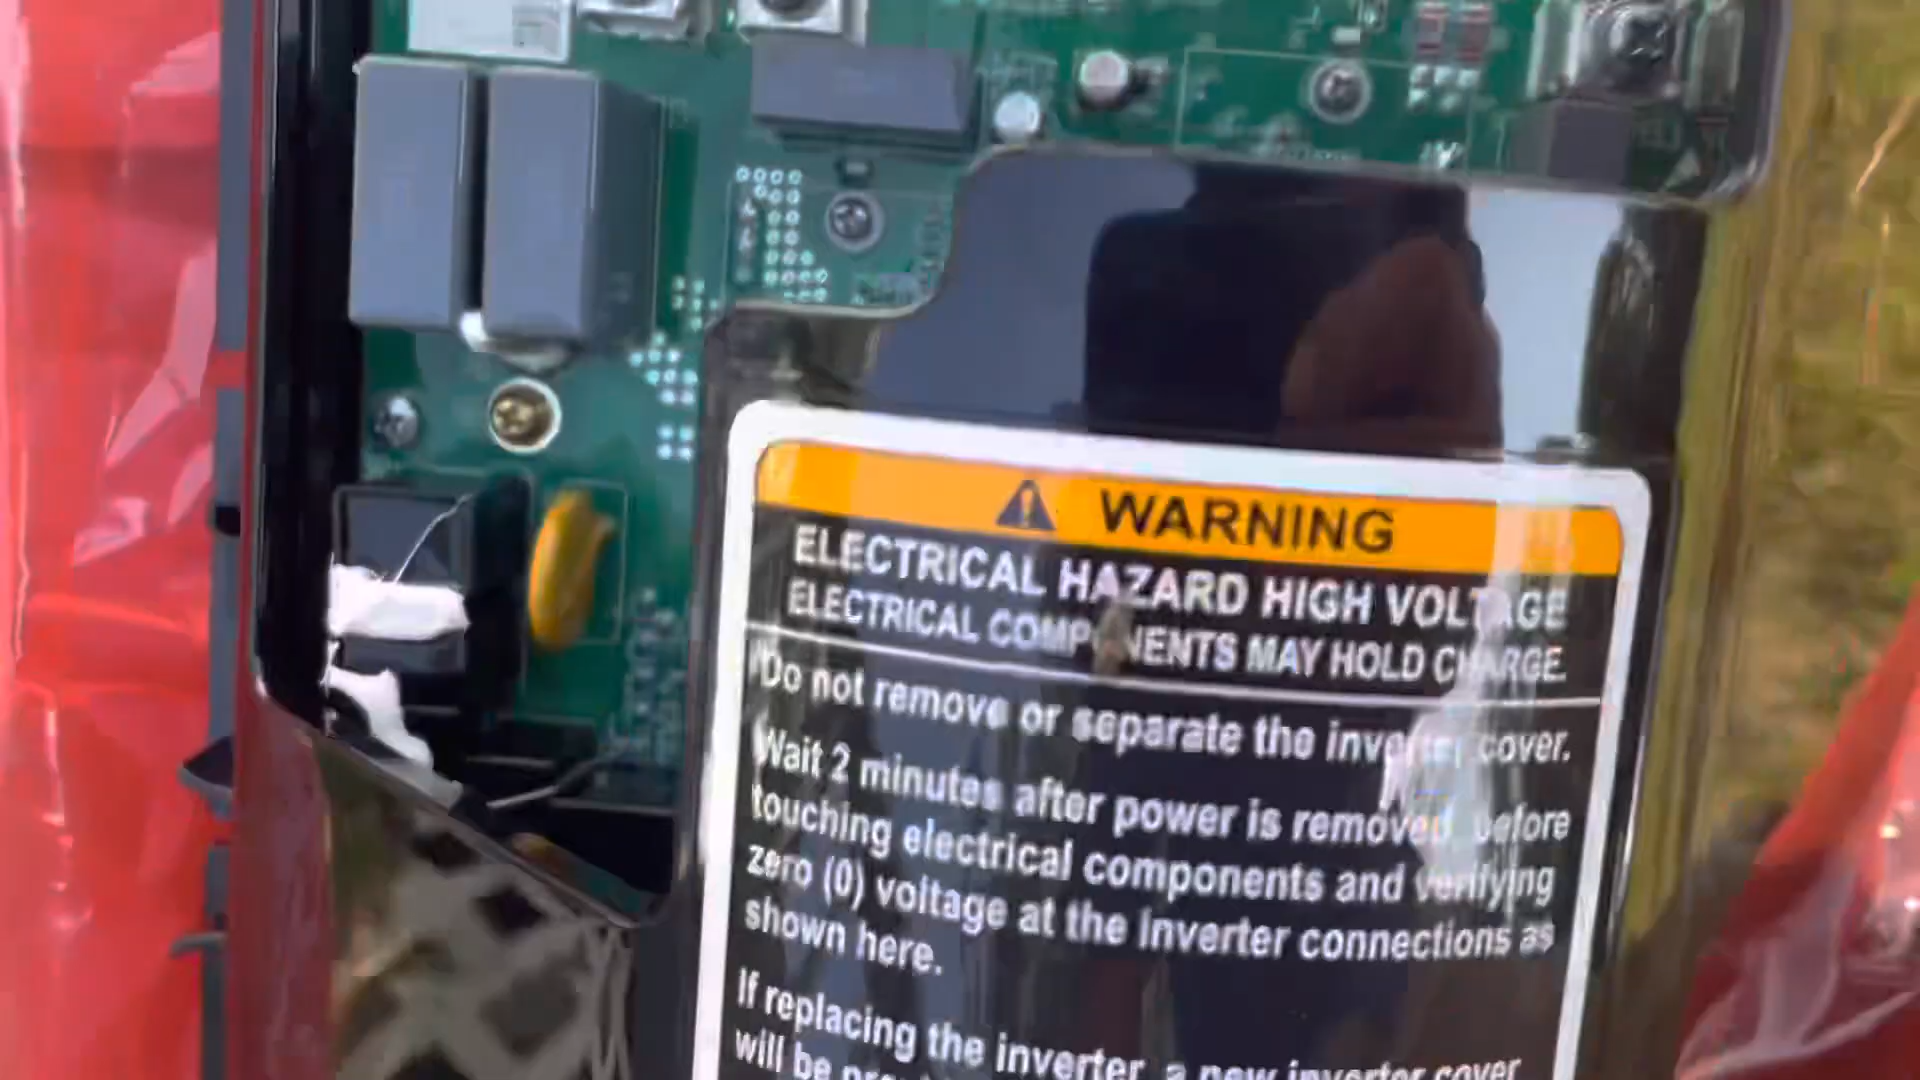 WARNING
ELECTRICAL HAZARD HIGH VOLTAGE
ELECTRICAL COMPONENTS MAY HOLD CHARGE.
Do not remove or separate the inverter cover.
Wait 2 minutes after power is removed before
touching electrical components and verifying
zero (0) voltage at the inverter connections as
shown here.
If replacing the inverter, a new inverter cover
will be